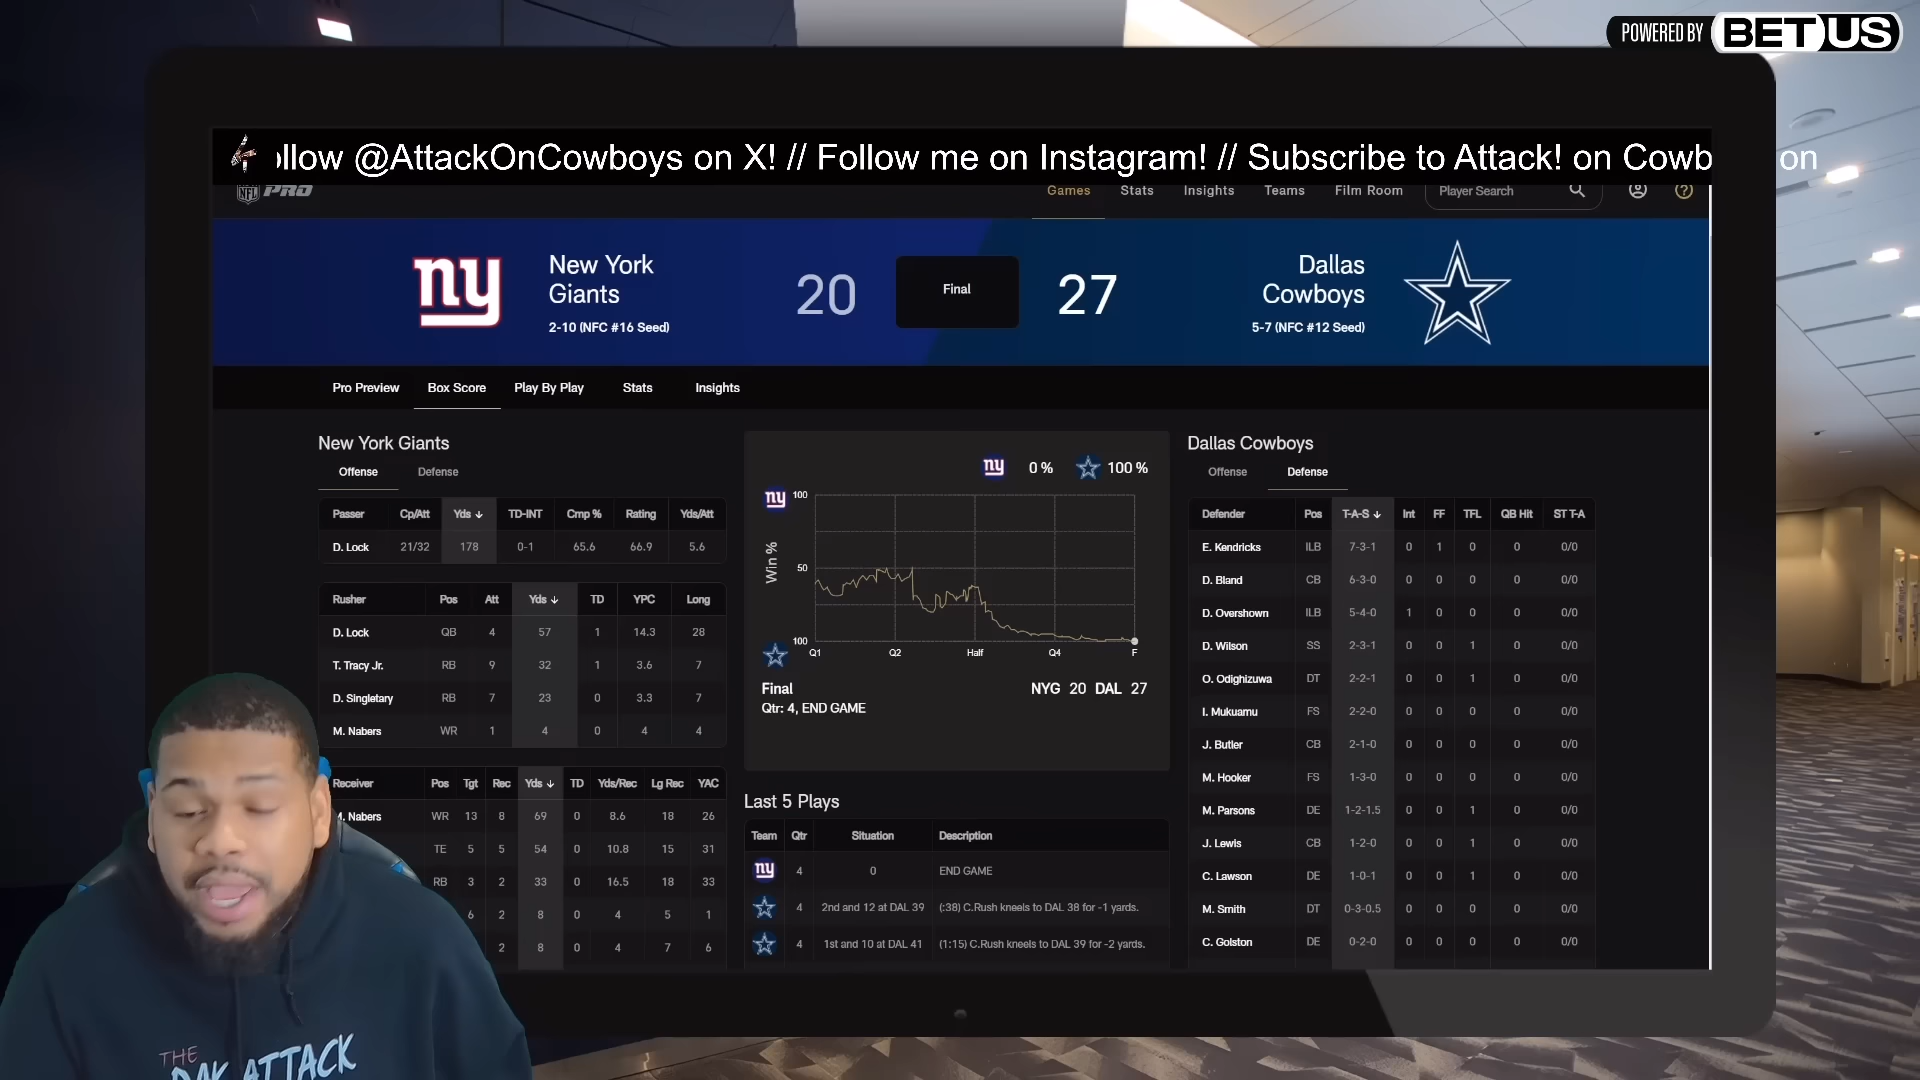 POWERED BY BETUS
ollow @AttackOnCowboys on X! // Follow me on Instagram! // Subscribe to Attack! on Cowb on
NFL PRO
Games Stats Insights Teams Film Room Player Search
New York Giants
2-10 (NFC #16 Seed)
20
Final
27
Dallas Cowboys
5-7 (NFC #12 Seed)
Pro Preview Box Score Play By Play Stats Insights
New York Giants
Offense Defense
Passer Cp/Att Yds TD-INT Cmp % Rating Yds/Att
D. Lock 21/32 178 0-1 65.6 66.9 5.6
Rusher Pos Att Yds TD YPC Long
D. Lock QB 4 57 1 14.3 28
T. Tracy Jr. RB 9 32 1 3.6 7
D. Singletary RB 7 23 0 3.3 7
M. Nabers WR 1 4 0 4 4
Receiver Pos Tgt Rec Yds TD Yds/Rec Lg Rec YAC
M. Nabers WR 13 8 69 0 8.6 18 26
TE 5 5 54 0 10.8 15 31
RB 3 2 33 0 16.5 18 33
6 2 8 0 4 5 1
2 8 0 4 7 6
ny 0 % 100 %
ny 100
Win %
50
100
Q1 Q2 Half Q4 F
Final NYG 20 DAL 27
Qtr: 4, END GAME
Last 5 Plays
Team Qtr Situation Description
ny 4 0 END GAME
4 2nd and 12 at DAL 39 (:38) C.Rush kneels to DAL 38 for -1 yards.
4 1st and 10 at DAL 41 (1:15) C.Rush kneels to DAL 39 for -2 yards.
Dallas Cowboys
Offense Defense
Defender Pos T-A-S Int FF TFL QB Hit ST T-A
E. Kendricks ILB 7-3-1 0 1 0 0 0/0
D. Bland CB 6-3-0 0 0 0 0 0/0
D. Overshown ILB 5-4-0 1 0 0 0 0/0
D. Wilson SS 2-3-1 0 0 1 0 0/0
O. Odighizuwa DT 2-2-1 0 0 1 0 0/0
I. Mukuamu FS 2-2-0 0 0 0 0 0/0
J. Butler CB 2-1-0 0 0 0 0 0/0
M. Hooker FS 1-3-0 0 0 0 0 0/0
M. Parsons DE 1-2-1.5 0 0 1 0 0/0
J. Lewis CB 1-2-0 0 0 1 0 0/0
C. Lawson DE 1-0-1 0 0 1 0 0/0
M. Smith DT 0-3-0.5 0 0 0 0 0/0
C. Golston DE 0-2-0 0 0 0 0 0/0
THE
DAK ATTACK